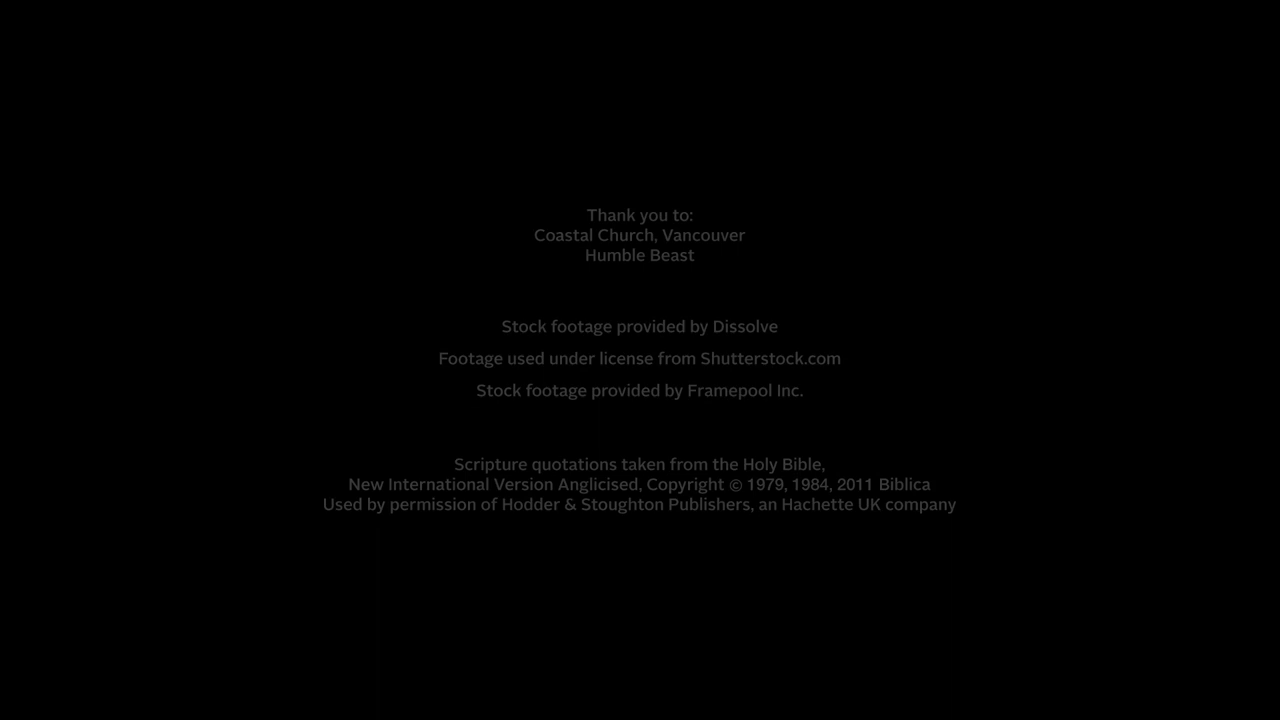 Thank you to:
Coastal Church, Vancouver
Humble Beast
Stock footage provided by Dissolve
Footage used under license from Shutterstock.com
Stock footage provided by Framepool Inc.
Scripture quotations taken from the Holy Bible,
New International Version Anglicised, Copyright © 1979, 1984, 2011 Biblica
Used by permission of Hodder & Stoughton Publishers, an Hachette UK company